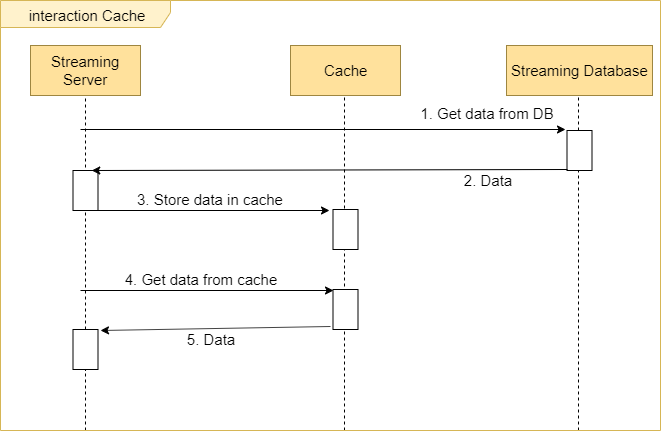 interaction Cache
Streaming
Server
Cache
Streaming Database
1. Get data from DB
2. Data
3. Store data in cache
4. Get data from cache
5. Data